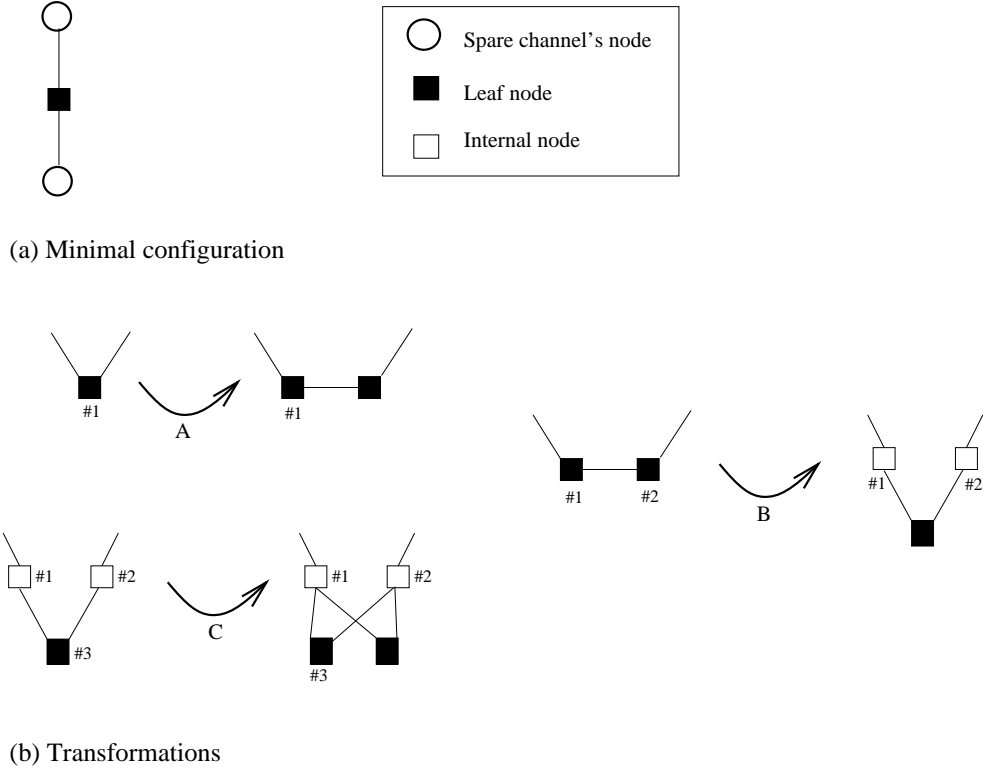 Spare channel's node
Leaf node
Internal node
(a) Minimal configuration
#1
A
#1
#1
#2
B
#1
#2
#1
#2
#3
C
#1
#2
#3
(b) Transformations